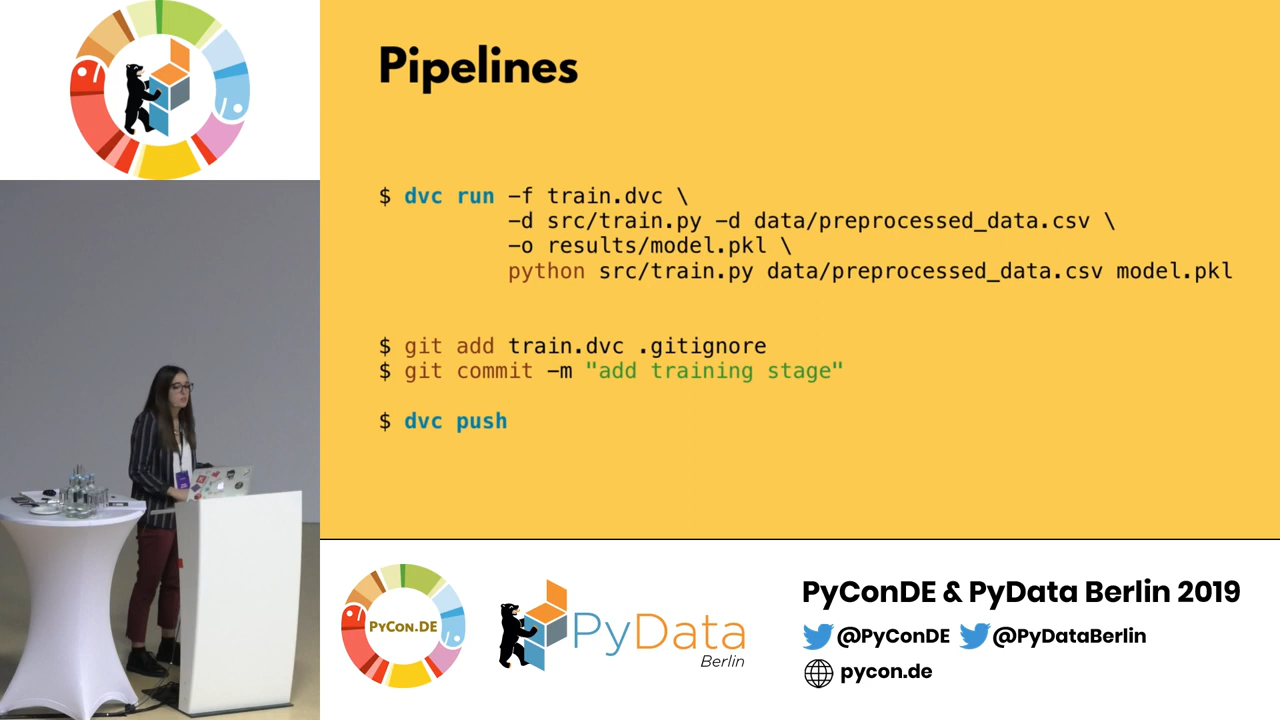 Pipelines
$ dvc run -f train.dvc \
-d src/train.py -d data/preprocessed_data.csv \
-o results/model.pkl \
python src/train.py data/preprocessed_data.csv model.pkl
$ git add train.dvc .gitignore
$ git commit -m "add training stage"
$ dvc push
PYCON.DE
PyData
Berlin
PyConDE & PyData Berlin 2019
@PyConDE @PyDataBerlin
pycon.de